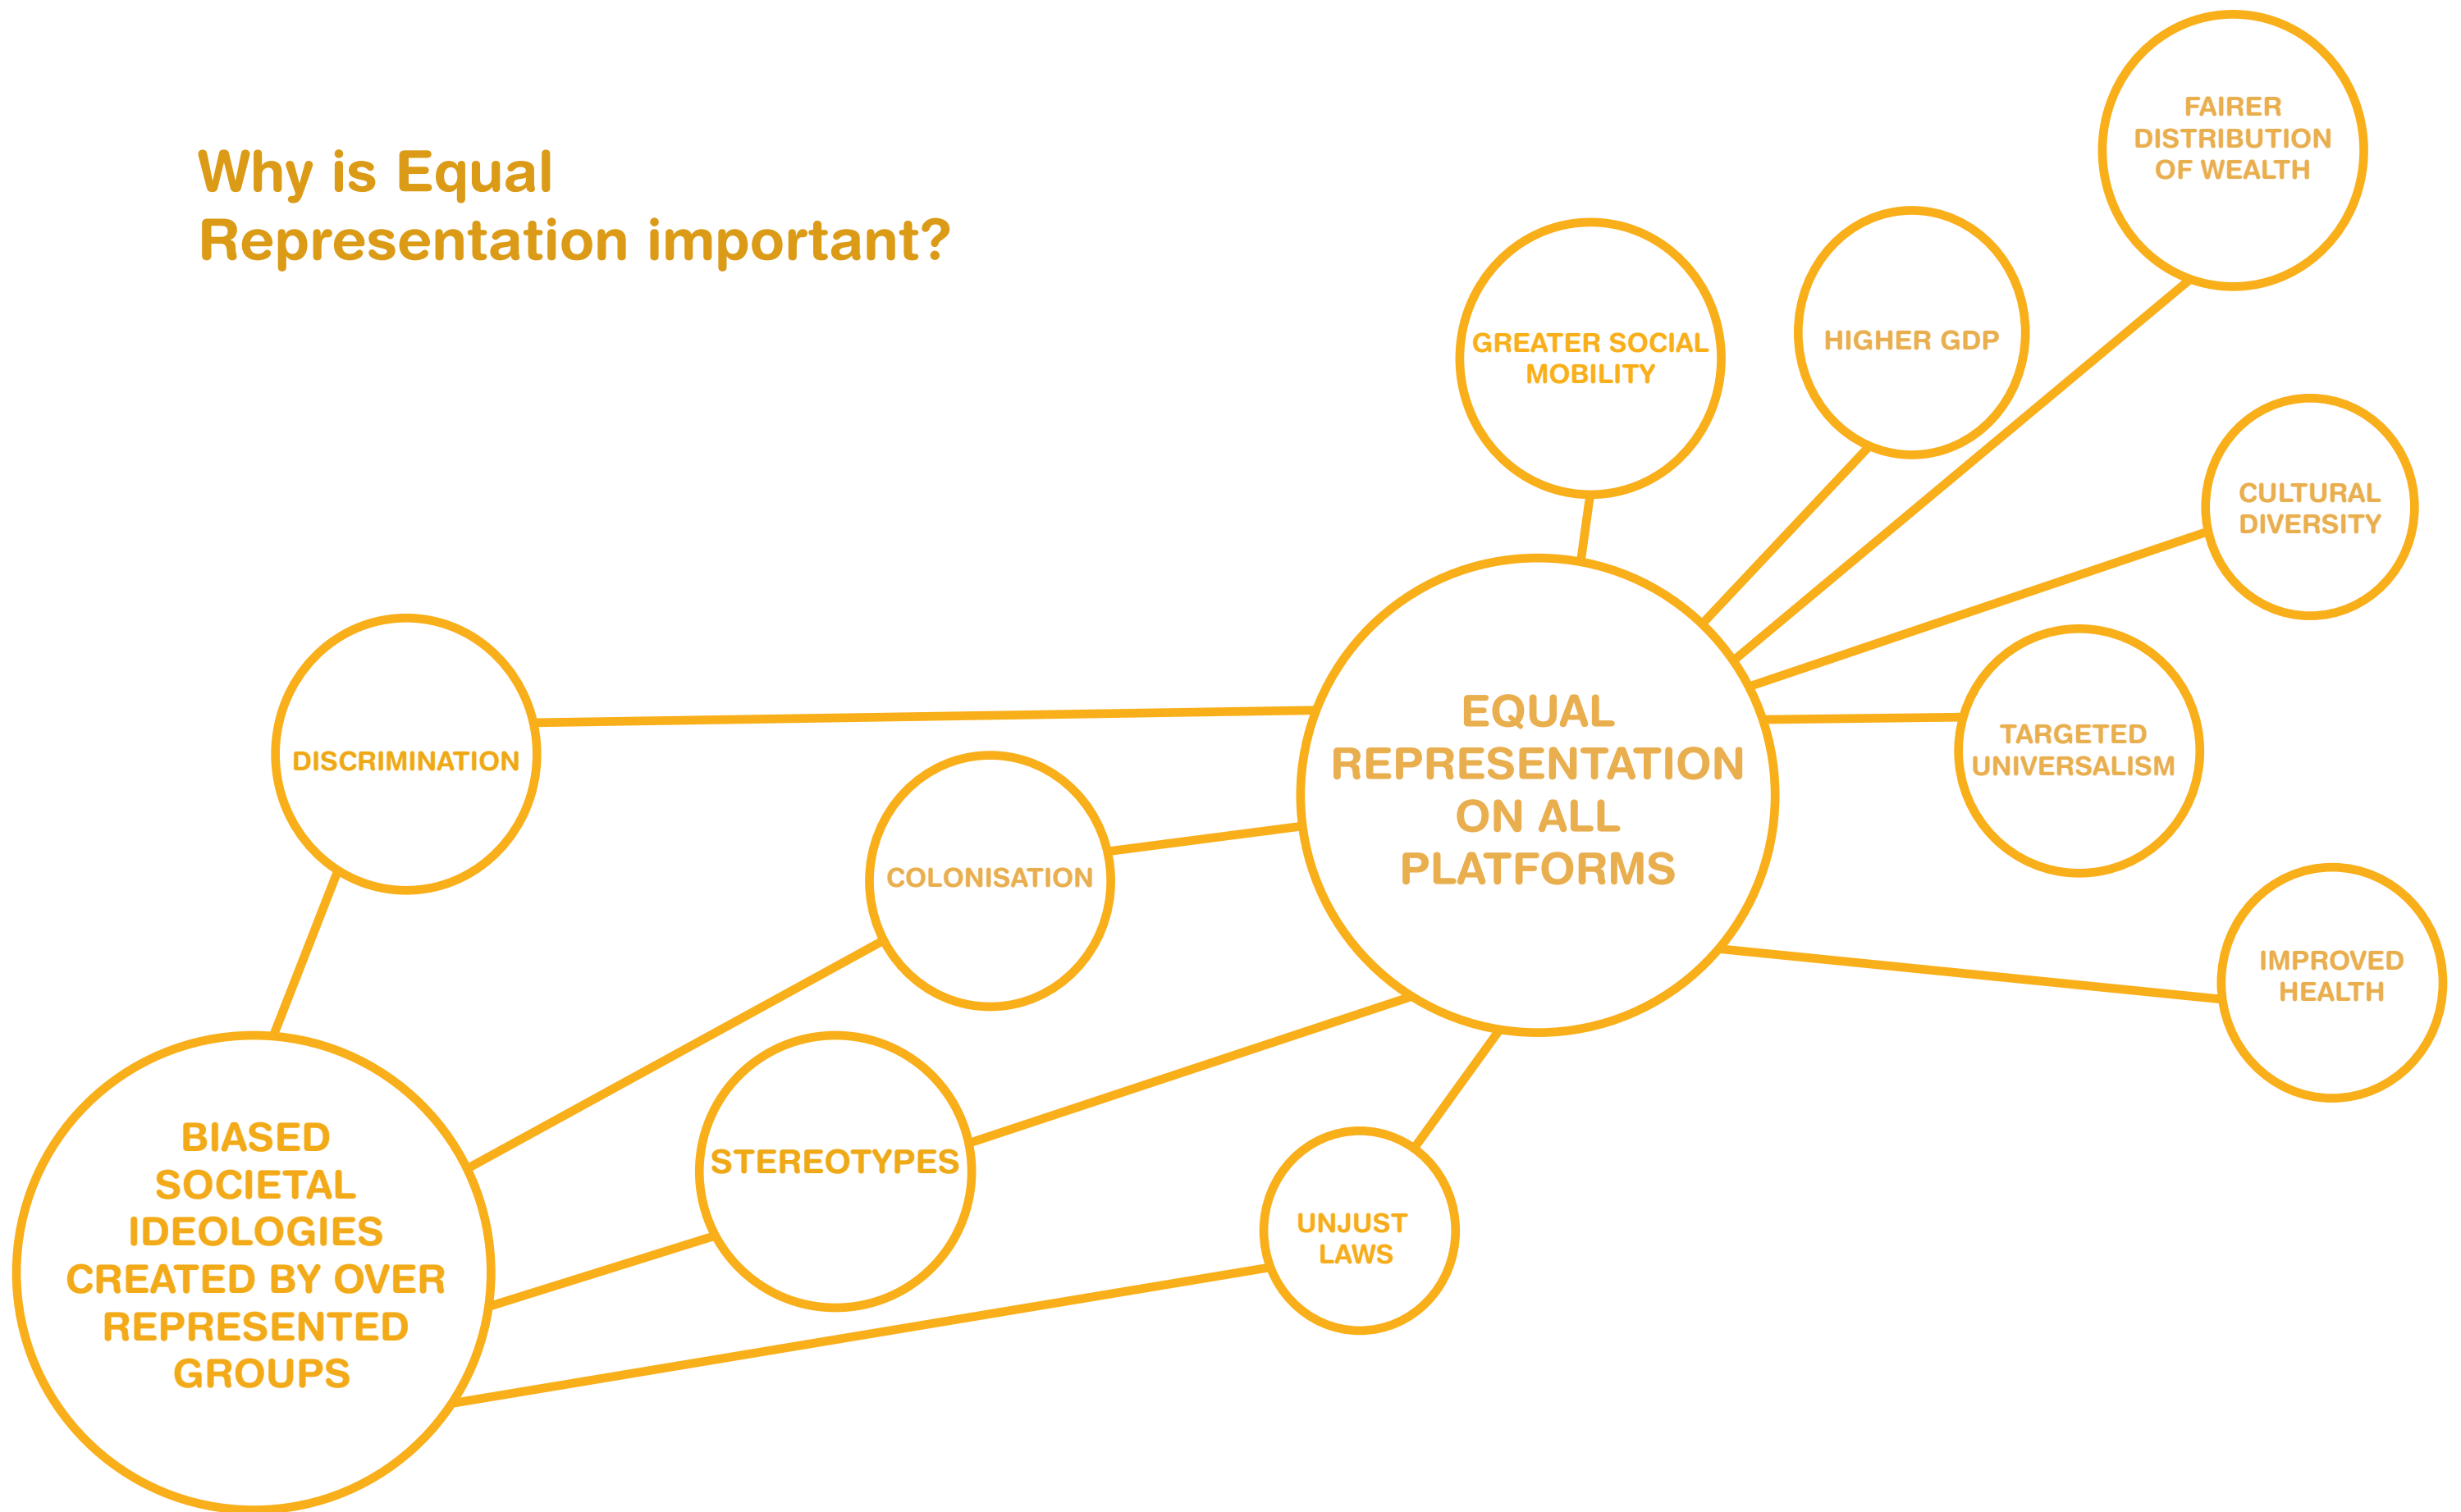 Why is Equal
Representation important?
FAIRER
DISTRIBUTION
OF WEALTH
GREATER SOCIAL
MOBILITY
HIGHER GDP
CULTURAL
DIVERSITY
EQUAL
REPRESENTATION
ON ALL
PLATFORMS
TARGETED
UNIVERSALISM
DISCRIMINATION
COLONISATION
IMPROVED
HEALTH
STEREOTYPES
UNJUST
LAWS
BIASED
SOCIETAL
IDEOLOGIES
CREATED BY OVER
REPRESENTED
GROUPS